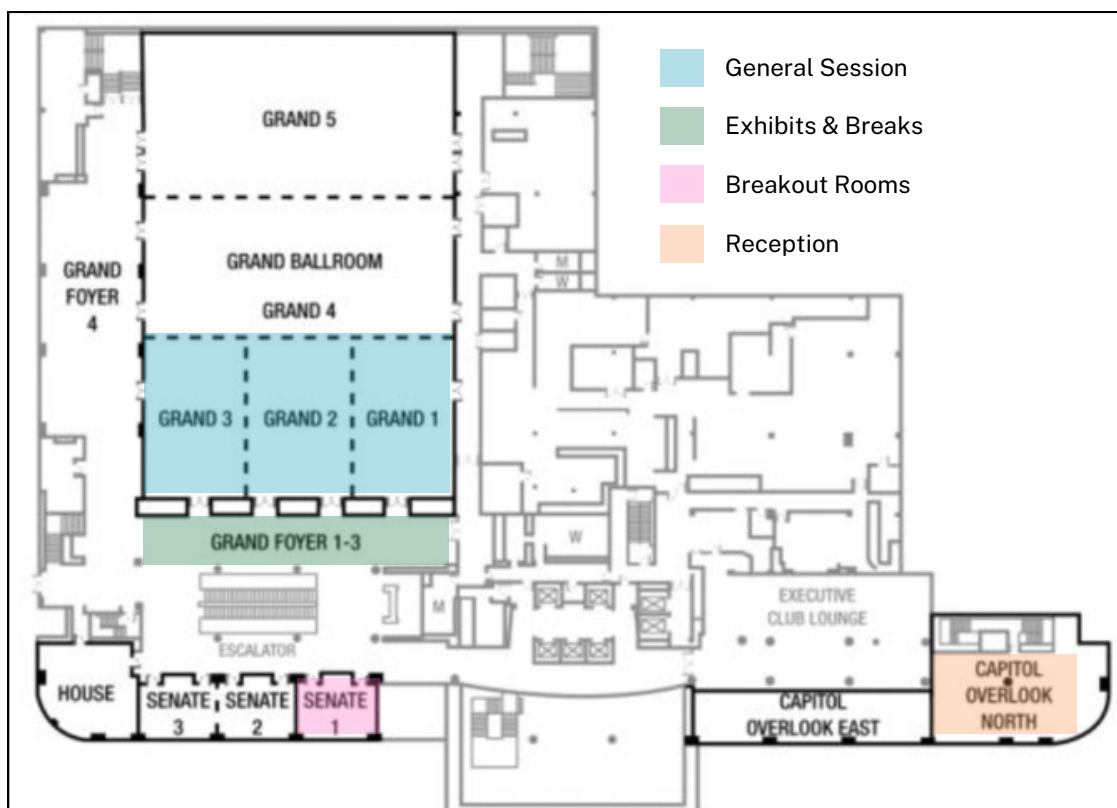 General Session
Exhibits & Breaks
Breakout Rooms
Reception
GRAND 5
GRAND BALLROOM
GRAND
FOYER
4
GRAND 4
M
W
GRAND 3
GRAND 2
GRAND 1
GRAND FOYER 1-3
W
M
ESCALATOR
EXECUTIVE
CLUB LOUNGE
HOUSE
SENATE
3
SENATE
2
SENATE
1
CAPITOL
OVERLOOK EAST
CAPITOL
OVERLOOK
NORTH